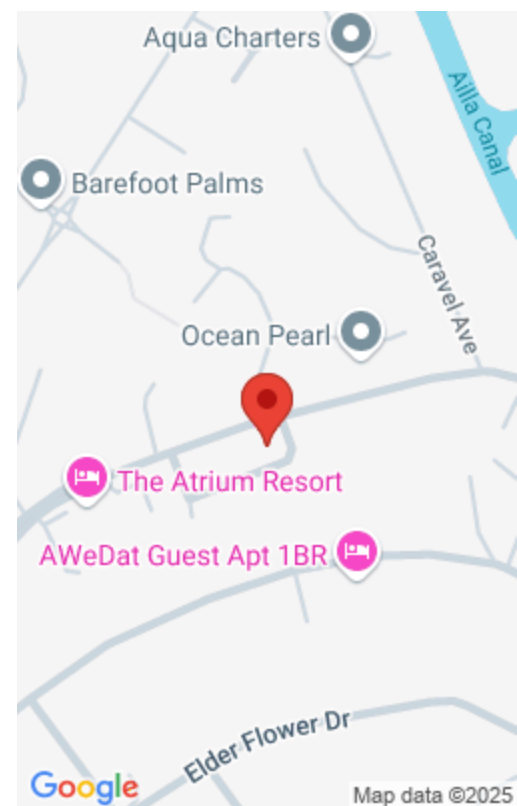 Aqua Charters
Ailla Canal
Barefoot Palms
Caravel Ave
Ocean Pearl
The Atrium Resort
AWeDat Guest Apt 1BR
Elder Flower Dr
Google
Map data ©2025